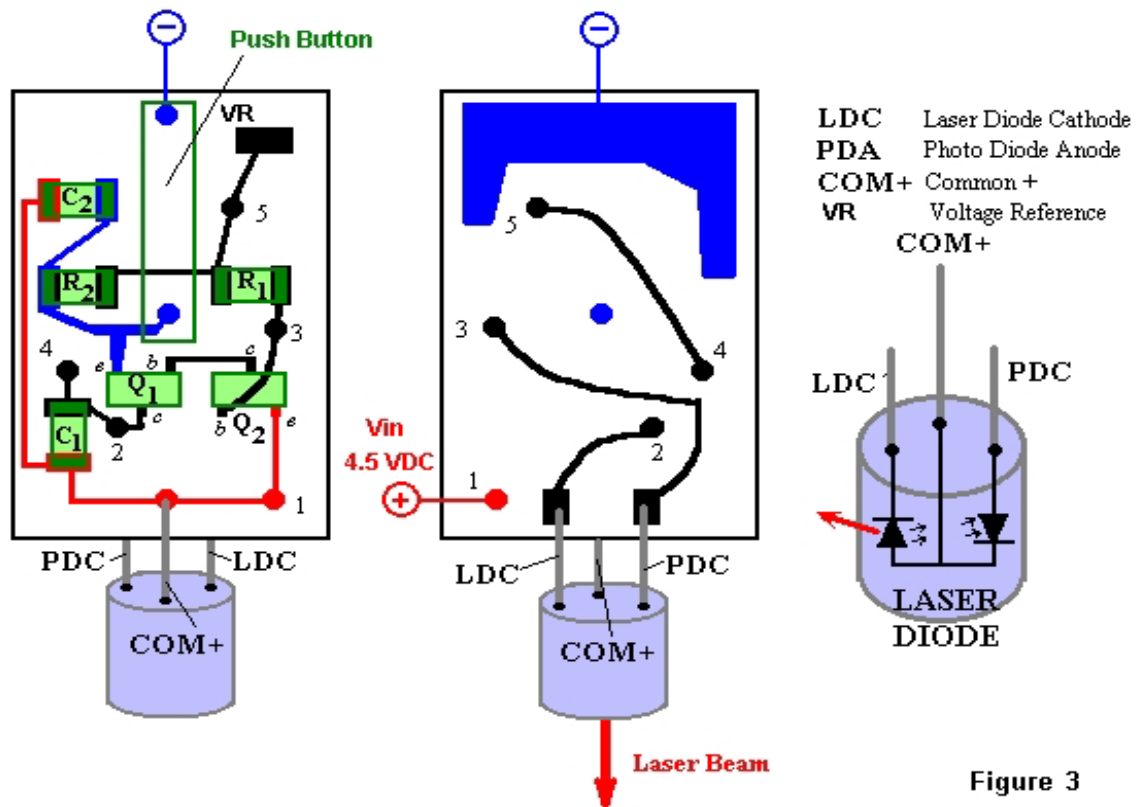 Push Button
VR
C2
5
R2
R1
3
4
e
b
c
Q1
c
b
Q2
e
C1
2
1
PDC
LDC
COM+
5
3
4
Vin
4.5 VDC
2
1
LDC
PDC
COM+
Laser Beam
LDC Laser Diode Cathode
PDA Photo Diode Anode
COM+ Common +
VR Voltage Reference
COM+
LDC
PDC
LASER
DIODE
Figure 3